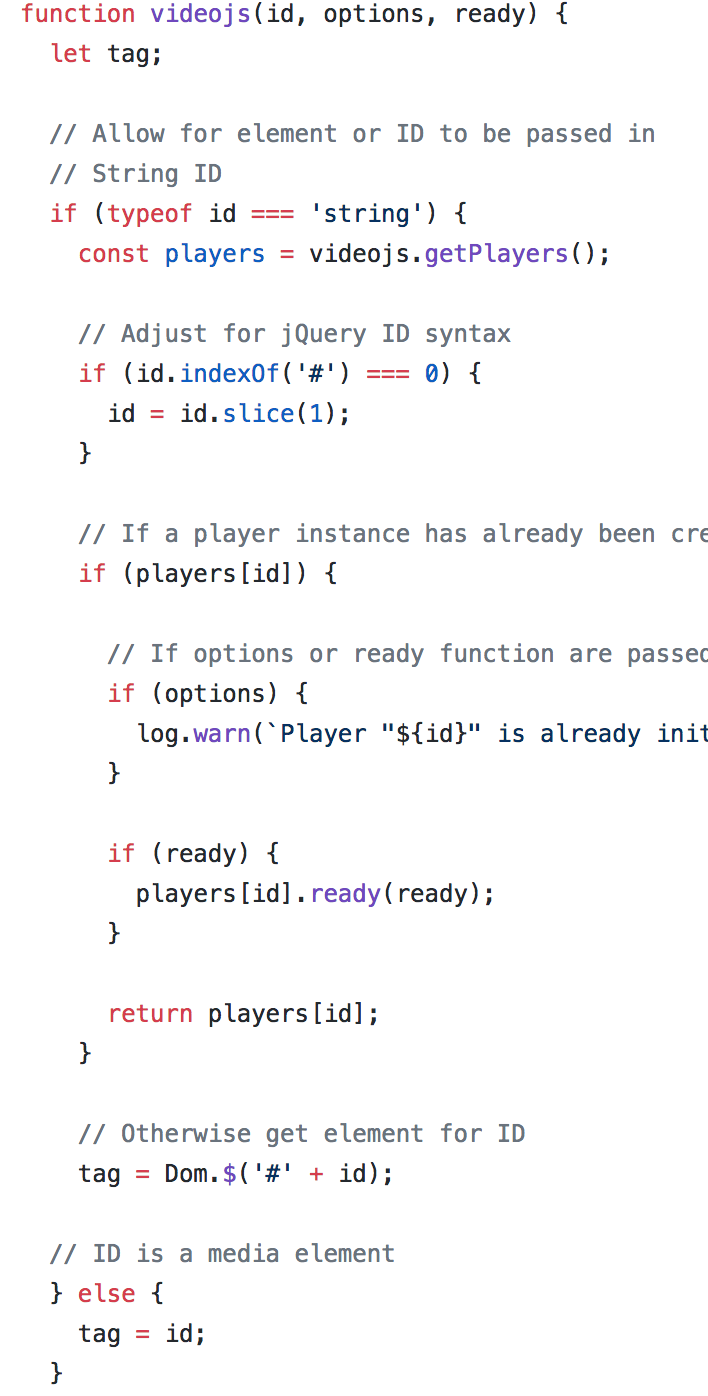 function videojs(id, options, ready) {
  let tag;

  // Allow for element or ID to be passed in
  // String ID
  if (typeof id === 'string') {
    const players = videojs.getPlayers();

    // Adjust for jQuery ID syntax
    if (id.indexOf('#') === 0) {
      id = id.slice(1);
    }

    // If a player instance has already been cre
    if (players[id]) {

      // If options or ready function are passed
      if (options) {
        log.warn(`Player "${id}" is already init
      }

      if (ready) {
        players[id].ready(ready);
      }

      return players[id];
    }

    // Otherwise get element for ID
    tag = Dom.$('#' + id);

  // ID is a media element
  } else {
    tag = id;
  }